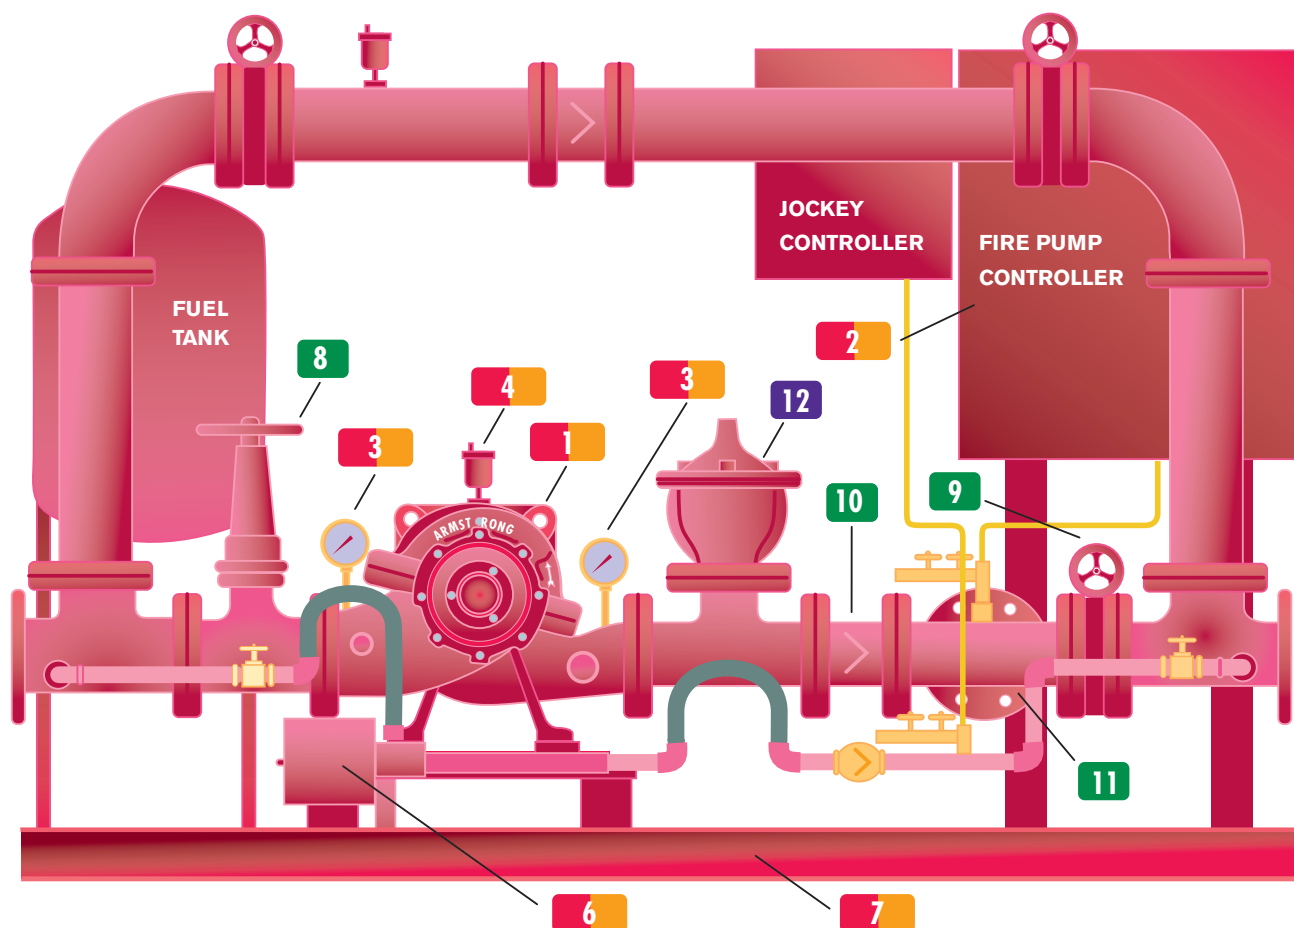 JOCKEY
CONTROLLER
FIRE PUMP
CONTROLLER
FUEL
TANK
8
2
3
4
3
12
1
10
9
ARMSTRONG
11
6
7